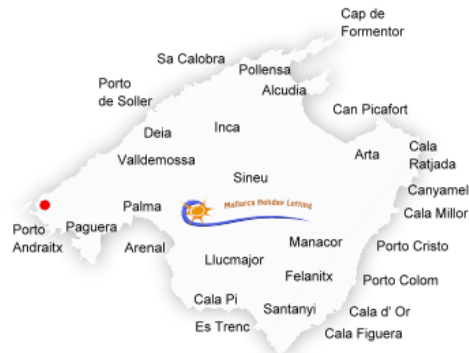 Cap de
Formentor
Sa Calobra
Pollensa
Alcudia
Porto
de Soller
Can Picafort
Inca
Deia
Cala
Ratjada
Arta
Valldemossa
Sineu
Canyamel
Palma
Mallorca Holiday Letting
Cala Millor
Porto
Andraitx
Paguera
Arenal
Manacor
Porto Cristo
Llucmajor
Felanitx
Porto Colom
Cala Pi
Santanyi
Cala d' Or
Es Trenc
Cala Figuera